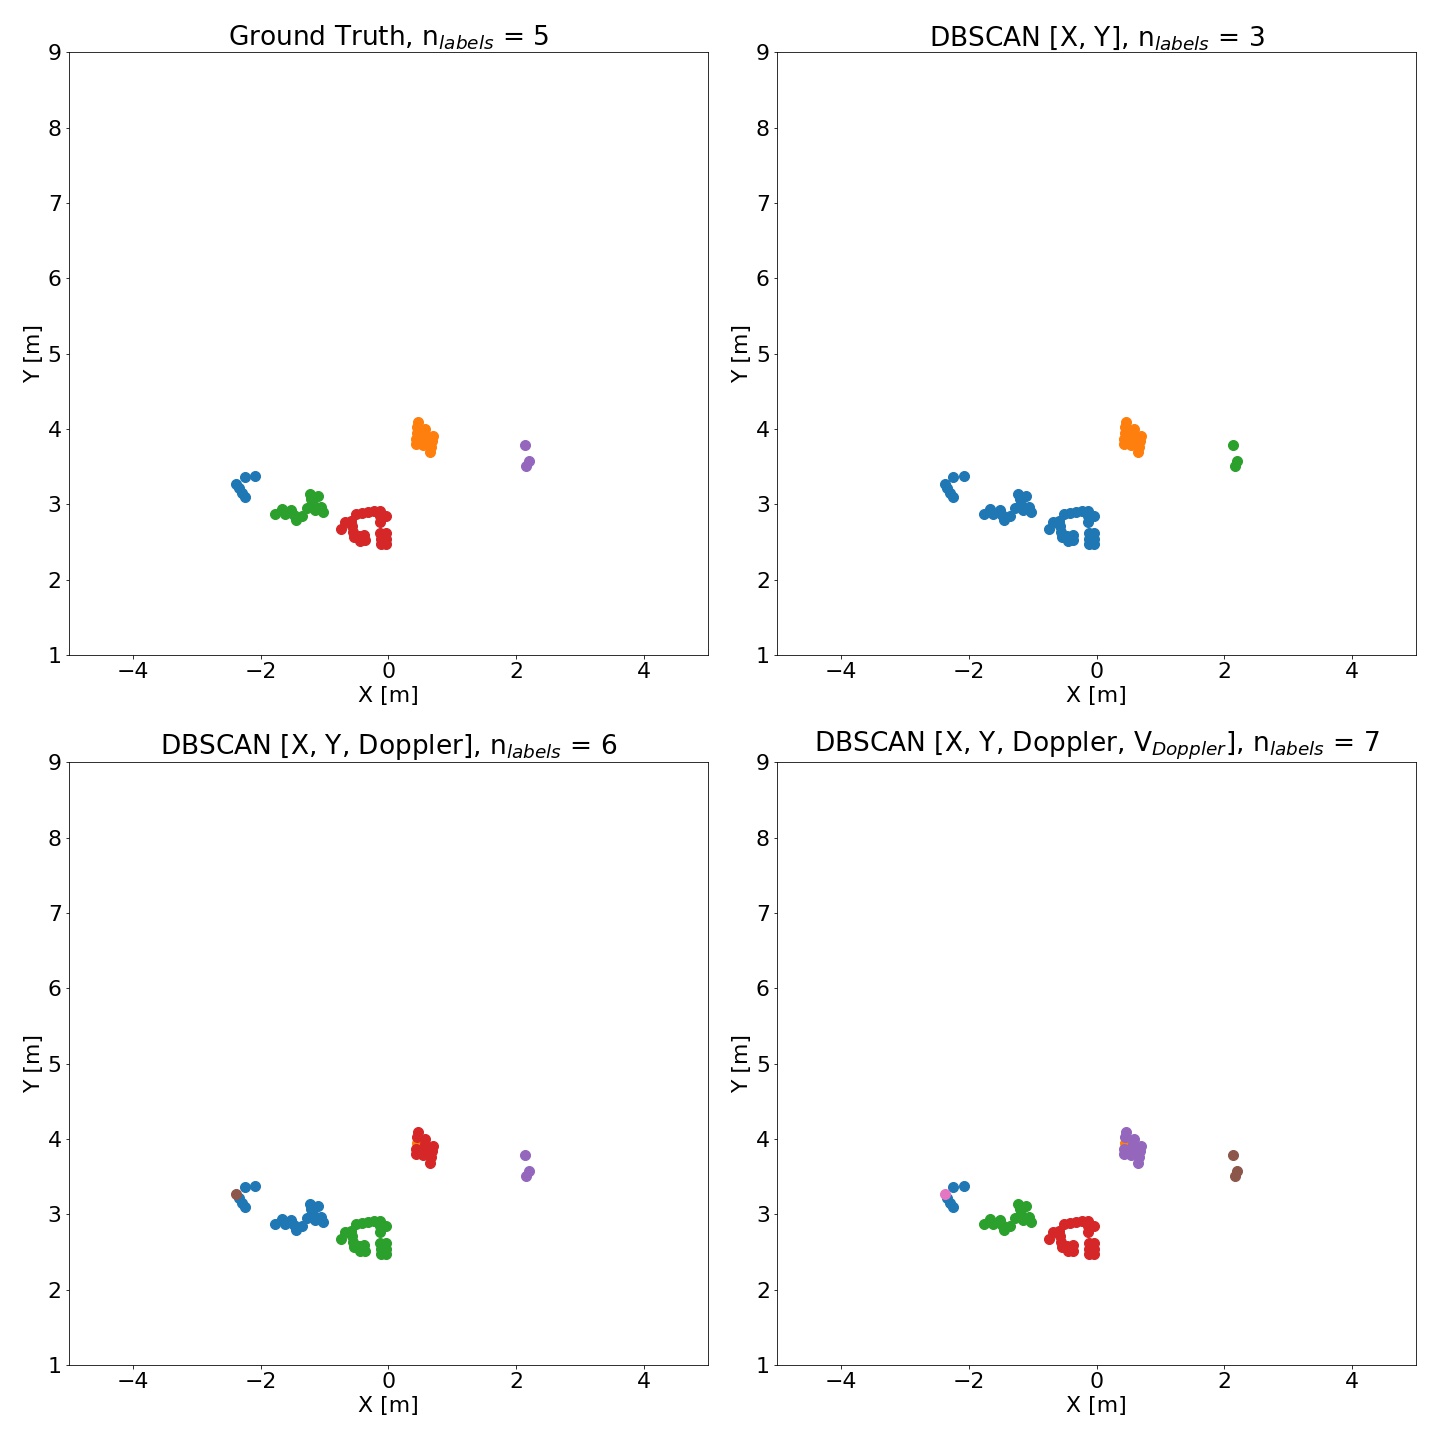 Ground Truth, n_labels = 5
9
8
7
6
5
4
3
2
1
Y [m]
−4 −2 0 2 4
X [m]
DBSCAN [X, Y], n_labels = 3
9
8
7
6
5
4
3
2
1
Y [m]
−4 −2 0 2 4
X [m]
DBSCAN [X, Y, Doppler], n_labels = 6
9
8
7
6
5
4
3
2
1
Y [m]
−4 −2 0 2 4
X [m]
DBSCAN [X, Y, Doppler, V_Doppler], n_labels = 7
9
8
7
6
5
4
3
2
1
Y [m]
−4 −2 0 2 4
X [m]